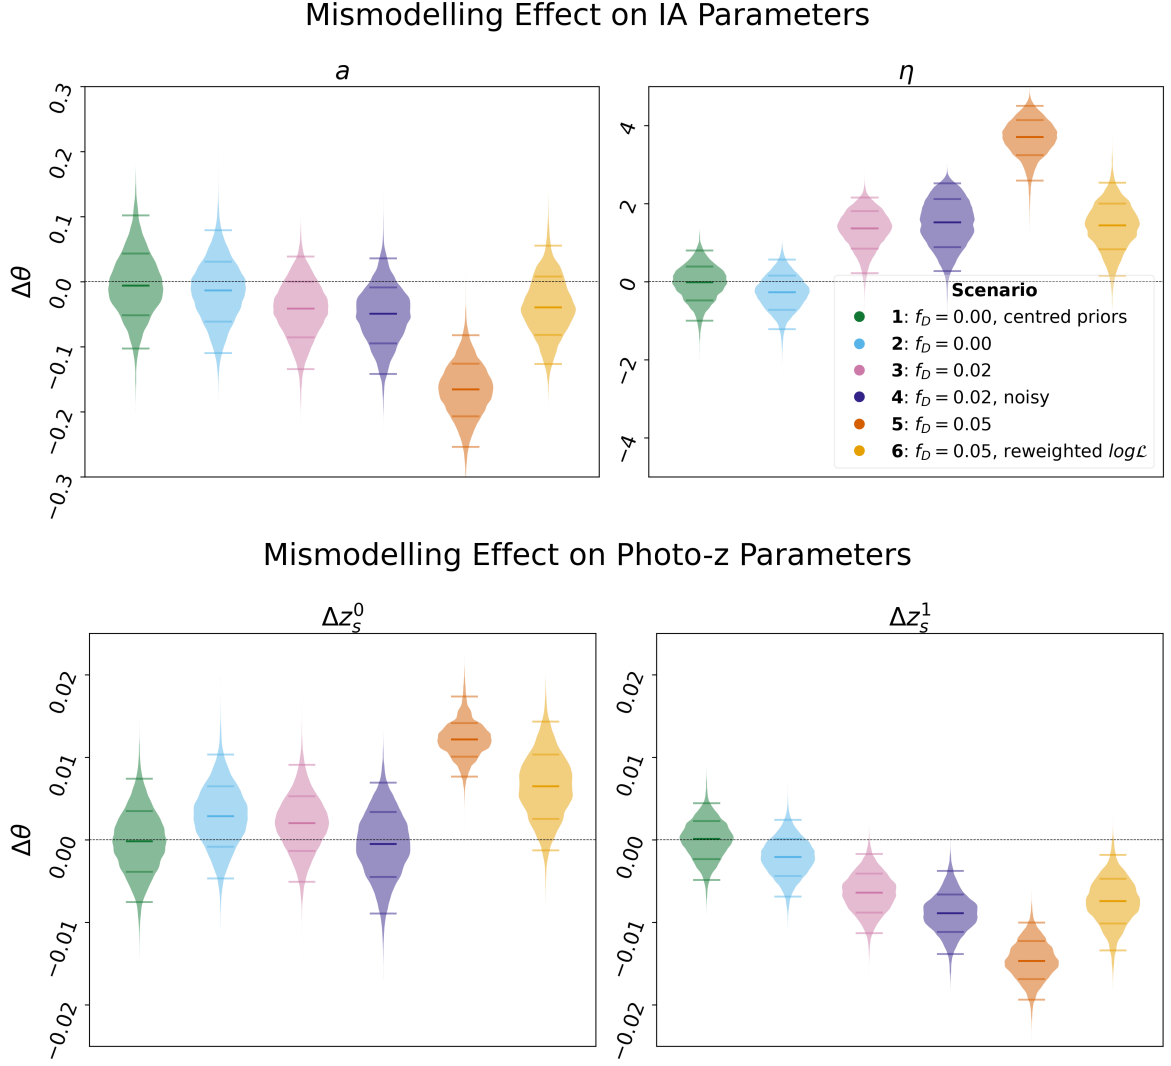 Mismodelling Effect on IA Parameters
a
η
0.3
0.2
0.1
0.0
−0.1
−0.2
−0.3
Δθ
4
2
0
−2
−4
Scenario
1: f_D = 0.00, centred priors
2: f_D = 0.00
3: f_D = 0.02
4: f_D = 0.02, noisy
5: f_D = 0.05
6: f_D = 0.05, reweighted logℒ
Mismodelling Effect on Photo-z Parameters
Δz_s^0
Δz_s^1
0.02
0.01
0.00
−0.01
−0.02
Δθ
0.02
0.01
0.00
−0.01
−0.02